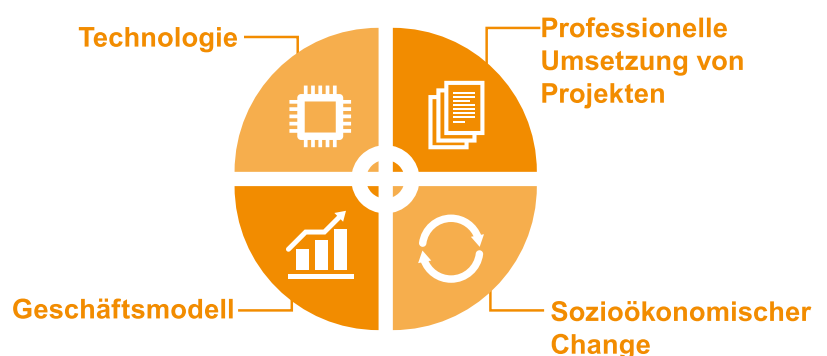 Technologie
Professionelle
Umsetzung von
Projekten
Geschäftsmodell
Sozioökonomischer
Change